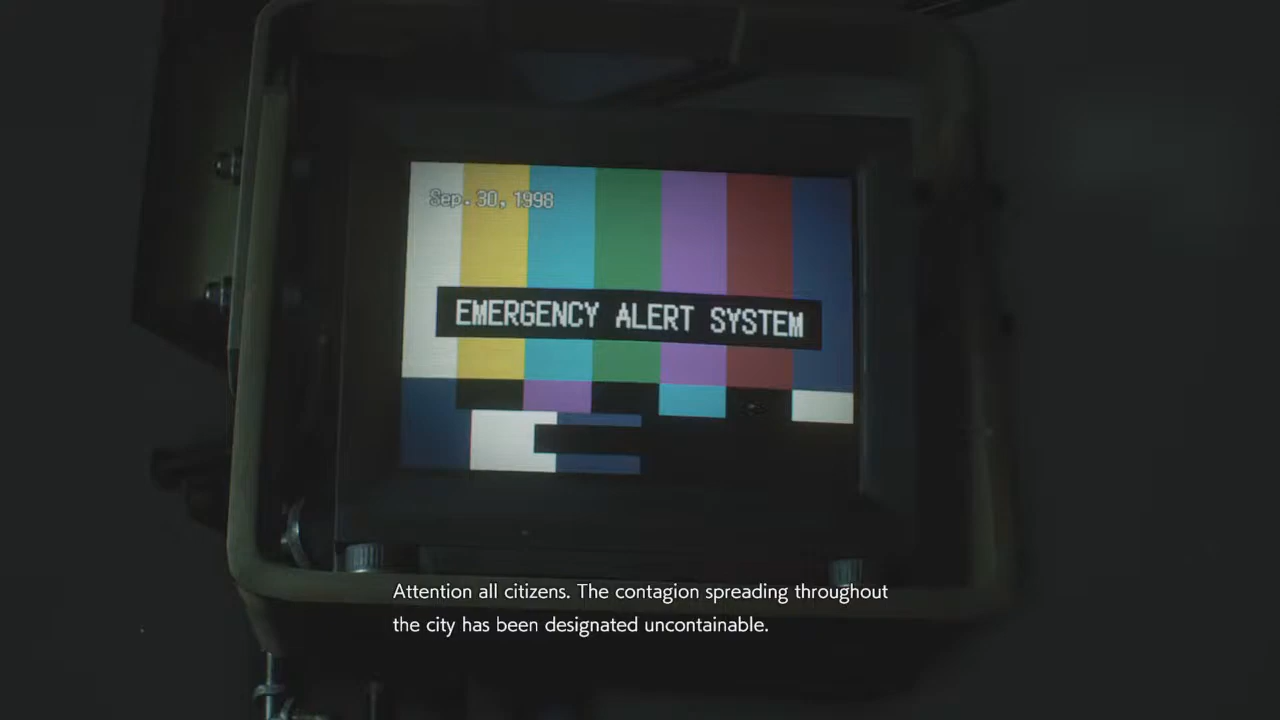 Sep. 30, 1998
EMERGENCY ALERT SYSTEM
Attention all citizens. The contagion spreading throughout
the city has been designated uncontainable.